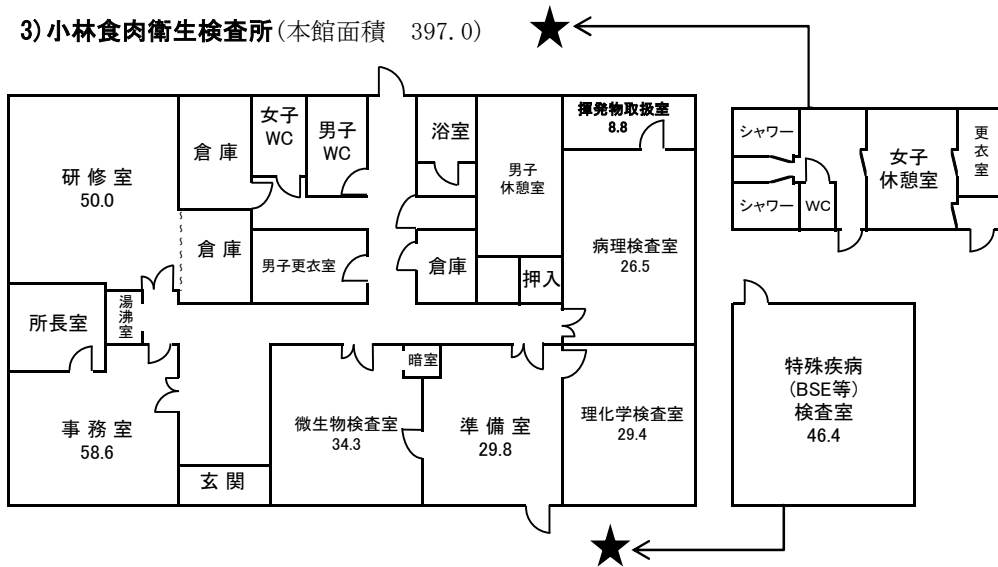 3)小林食肉衛生検査所(本館面積　397.0)
研 修 室
50.0
倉 庫
女子
WC
男子
WC
浴室
男子
休憩室
揮発物取扱室
8.8
病理検査室
26.5
倉 庫
男子更衣室
倉庫
押入
所長室
湯沸室
事 務 室
58.6
玄 関
微生物検査室
34.3
暗室
準 備 室
29.8
理化学検査室
29.4
シャワー
シャワー
WC
女子
休憩室
更衣室
特殊疾病
(BSE等)
検査室
46.4